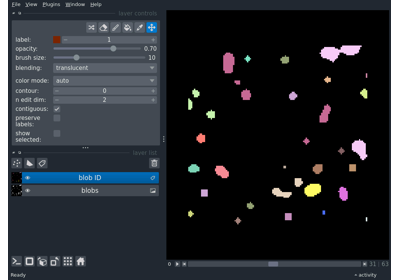 File View Plugins Window Help
layer controls
label: 1
opacity: 0.70
brush size: 10
blending: translucent
color mode: auto
contour: 0
n edit dim: 2
contiguous:
preserve
labels:
show
selected:
layer list
blob ID
blobs
31 63
Ready
activity